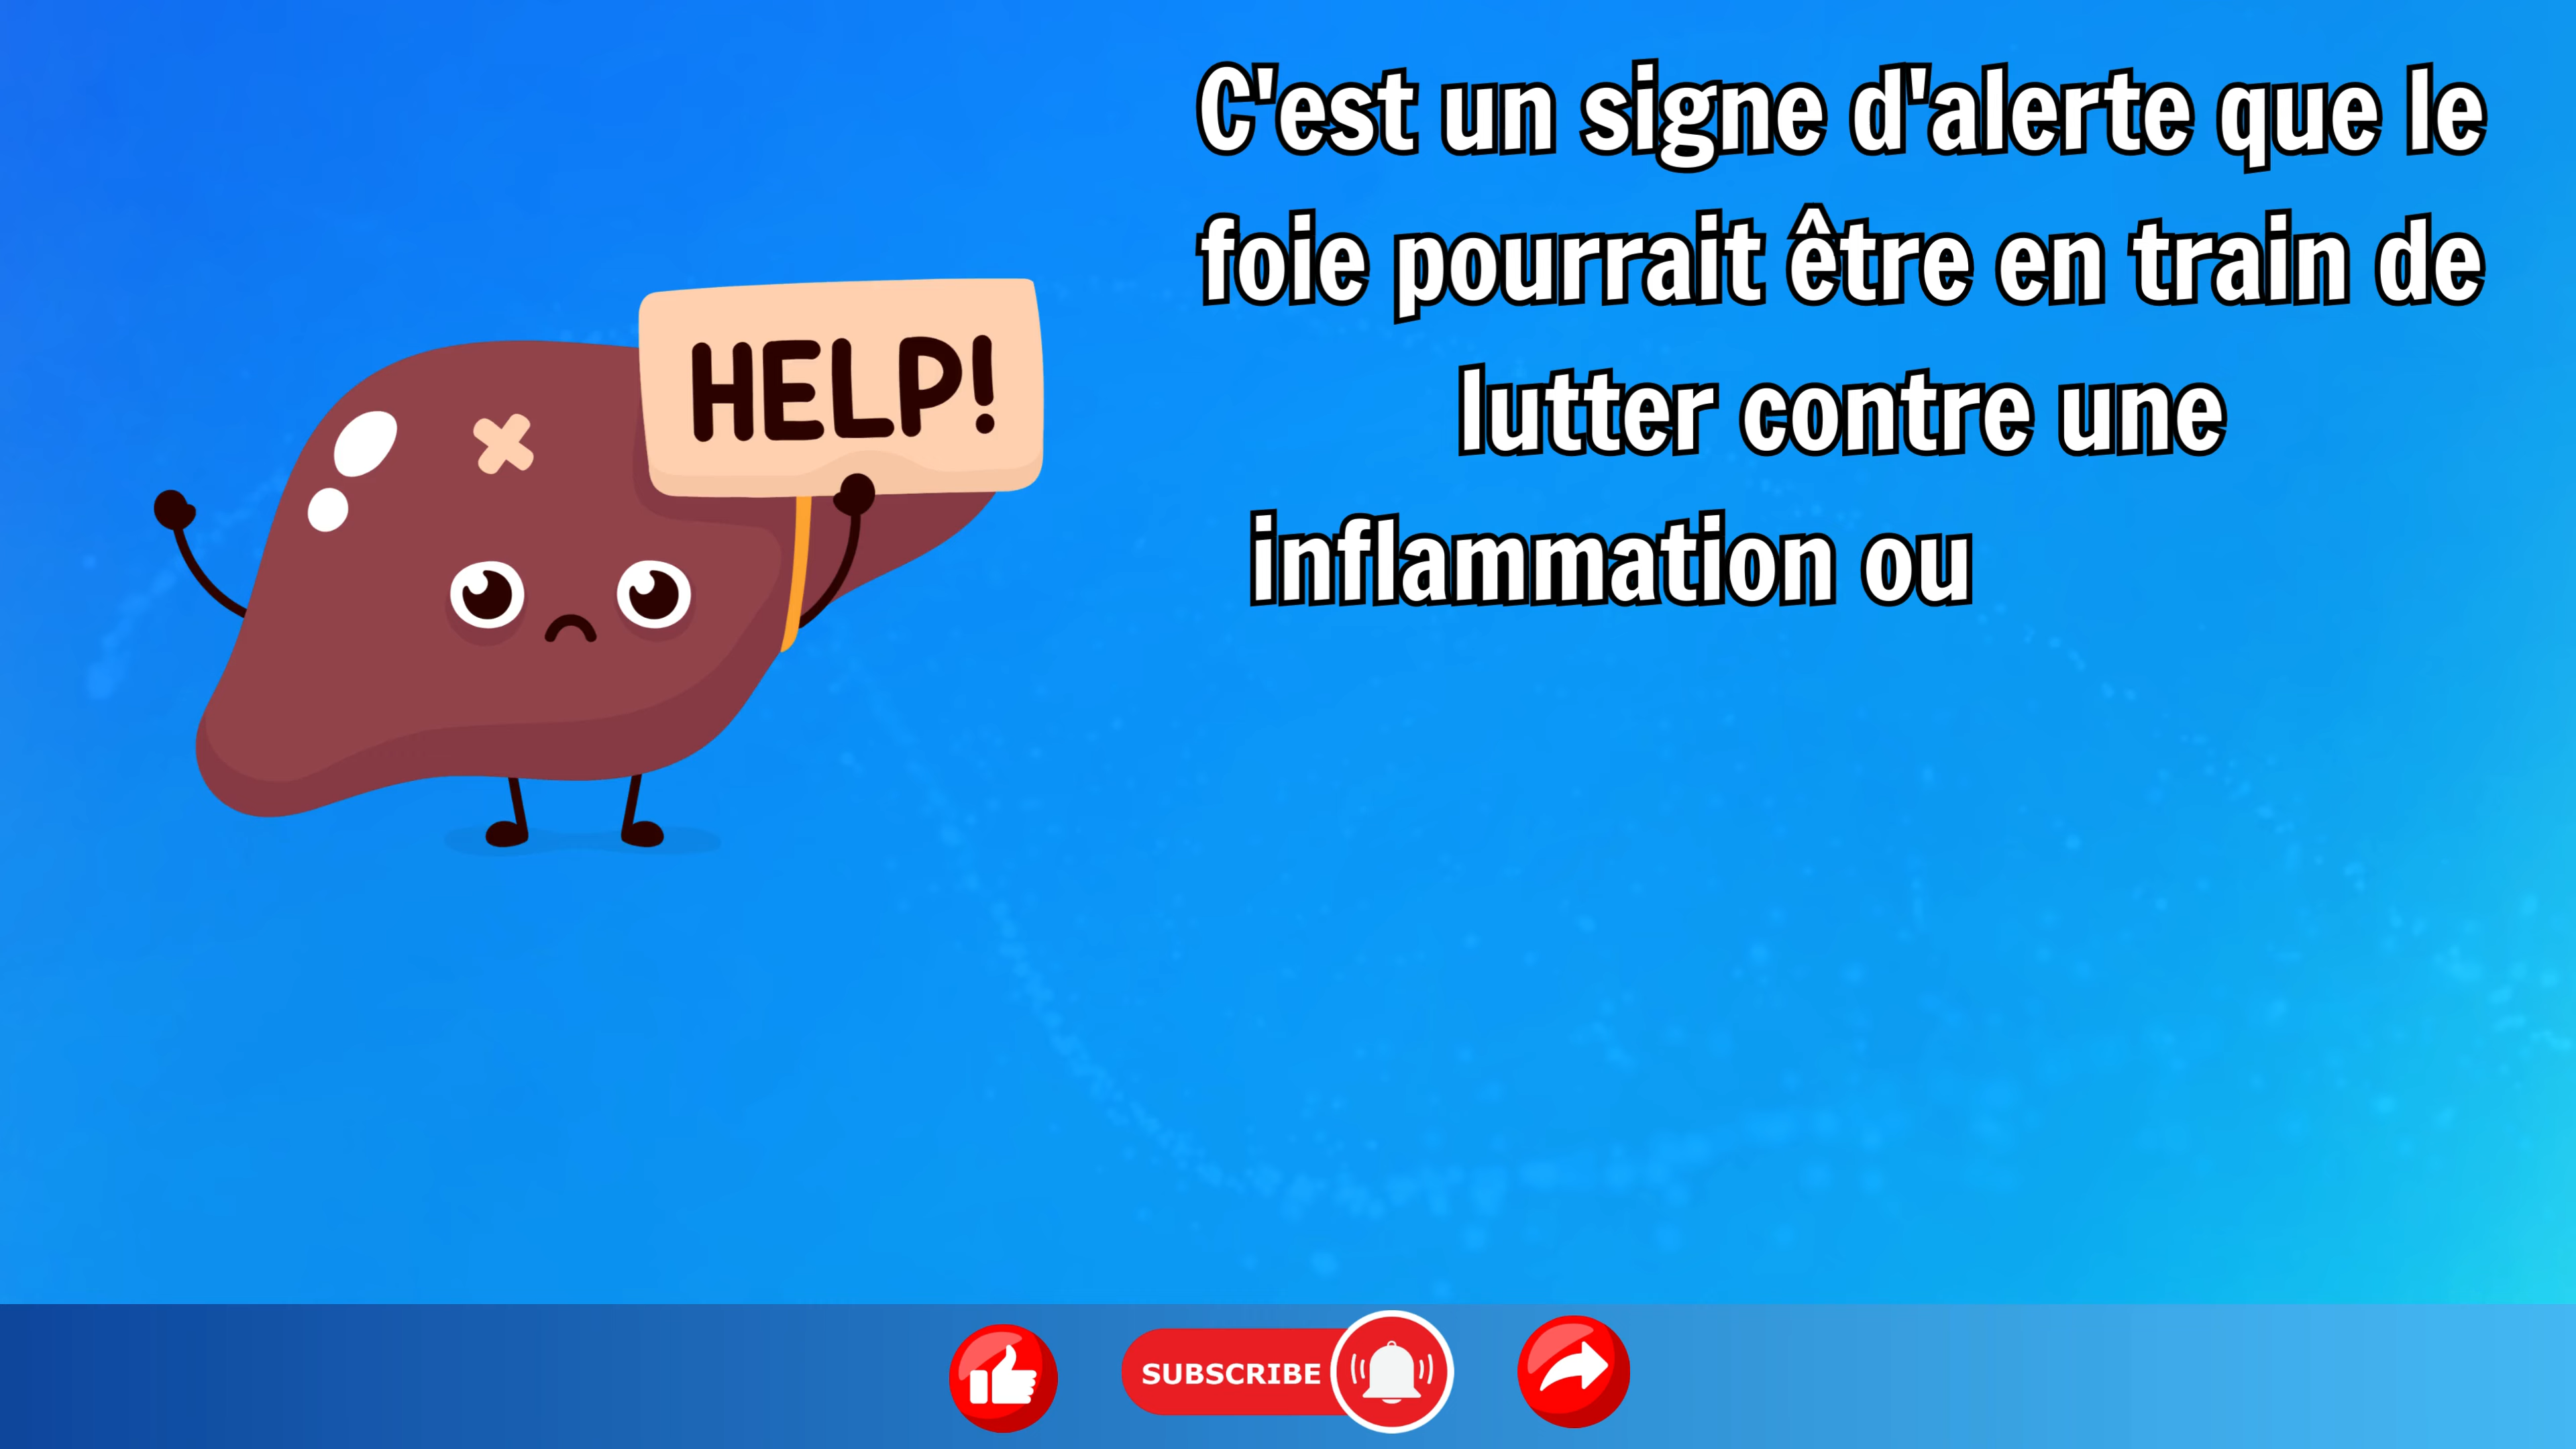 C'est un signe d'alerte que le
foie pourrait être en train de
lutter contre une
inflammation ou
HELP!
SUBSCRIBE